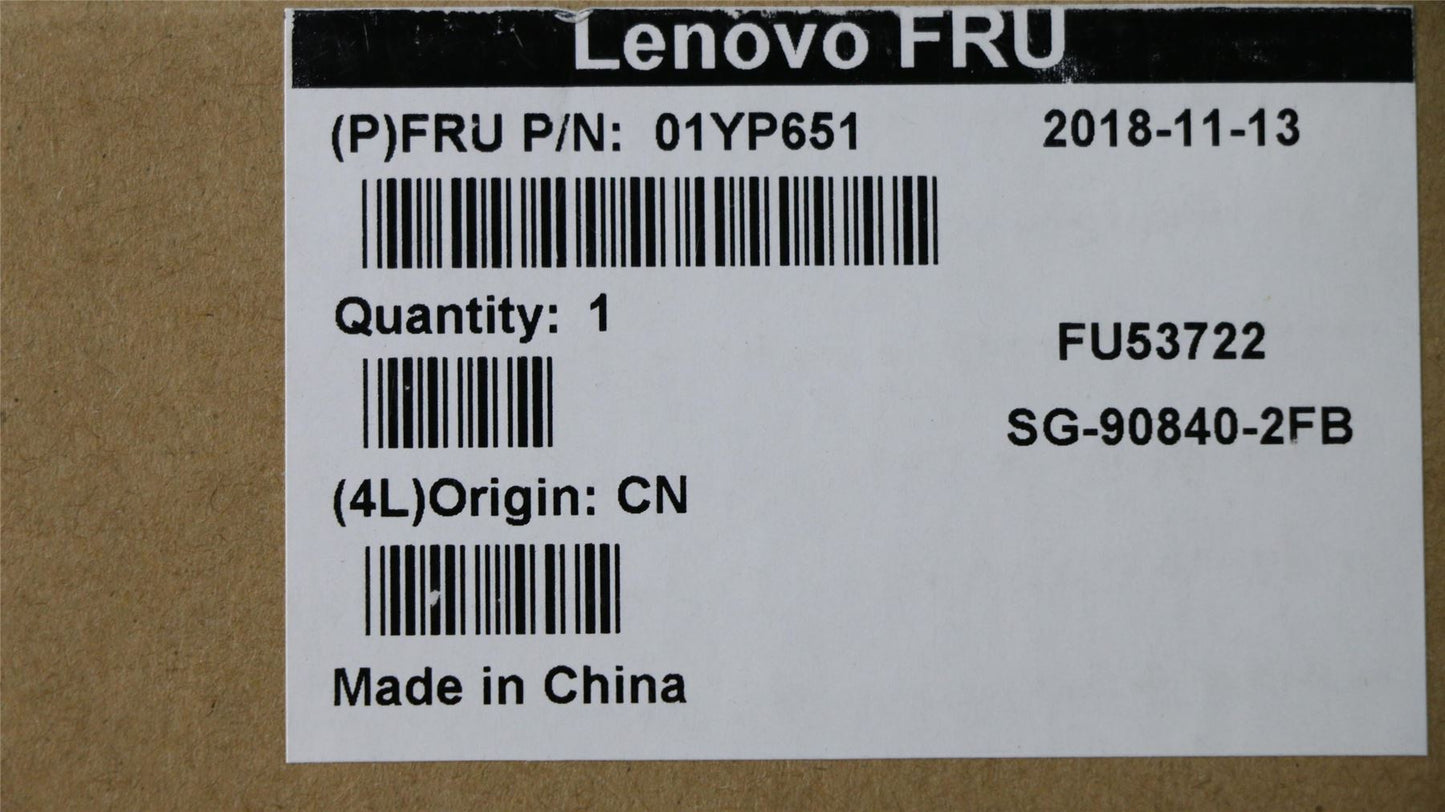 Lenovo FRU
(P)FRU P/N: 01YP651
2018-11-13
Quantity: 1
FU53722
SG-90840-2FB
(4L)Origin: CN
Made in China